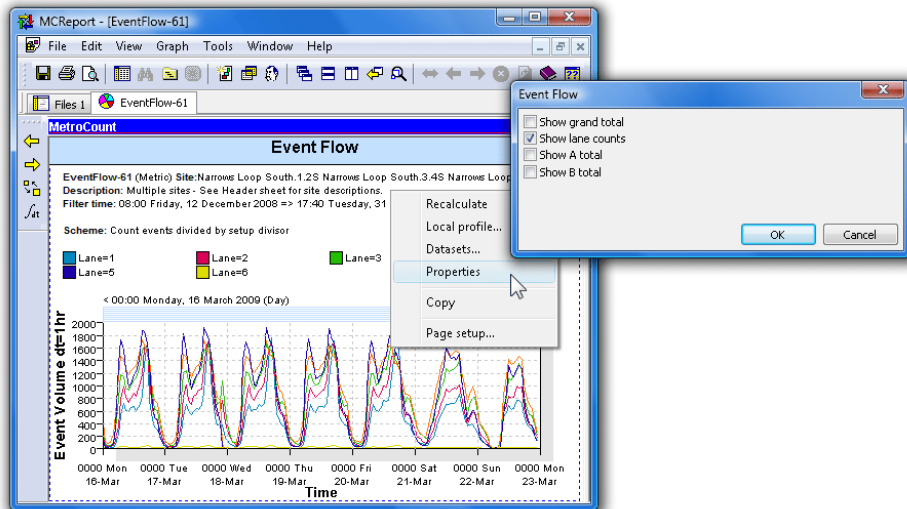 MCReport - [EventFlow-61]
File Edit View Graph Tools Window Help
Files 1 EventFlow-61
MetroCount
Event Flow
EventFlow-61 (Metric) Site:Narrows Loop South.1.2S Narrows Loop South.3.4S Narrows Loop
Description: Multiple sites - See Header sheet for site descriptions.
Filter time: 08:00 Friday, 12 December 2008 => 17:40 Tuesday, 31
Scheme: Count events divided by setup divisor
Lane=1 Lane=2 Lane=3
Lane=5 Lane=6
< 00:00 Monday, 16 March 2009 (Day)
Event Volume dt=1hr
2000
1800
1600
1400
1200
1000
800
600
400
200
0
0000 Mon 0000 Tue 0000 Wed 0000 Thu 0000 Fri 0000 Sat 0000 Sun 0000 Mon
16-Mar 17-Mar 18-Mar 19-Mar 20-Mar 21-Mar 22-Mar 23-Mar
Time
Recalculate
Local profile...
Datasets...
Properties
Copy
Page setup...
Event Flow
Show grand total
Show lane counts
Show A total
Show B total
OK Cancel